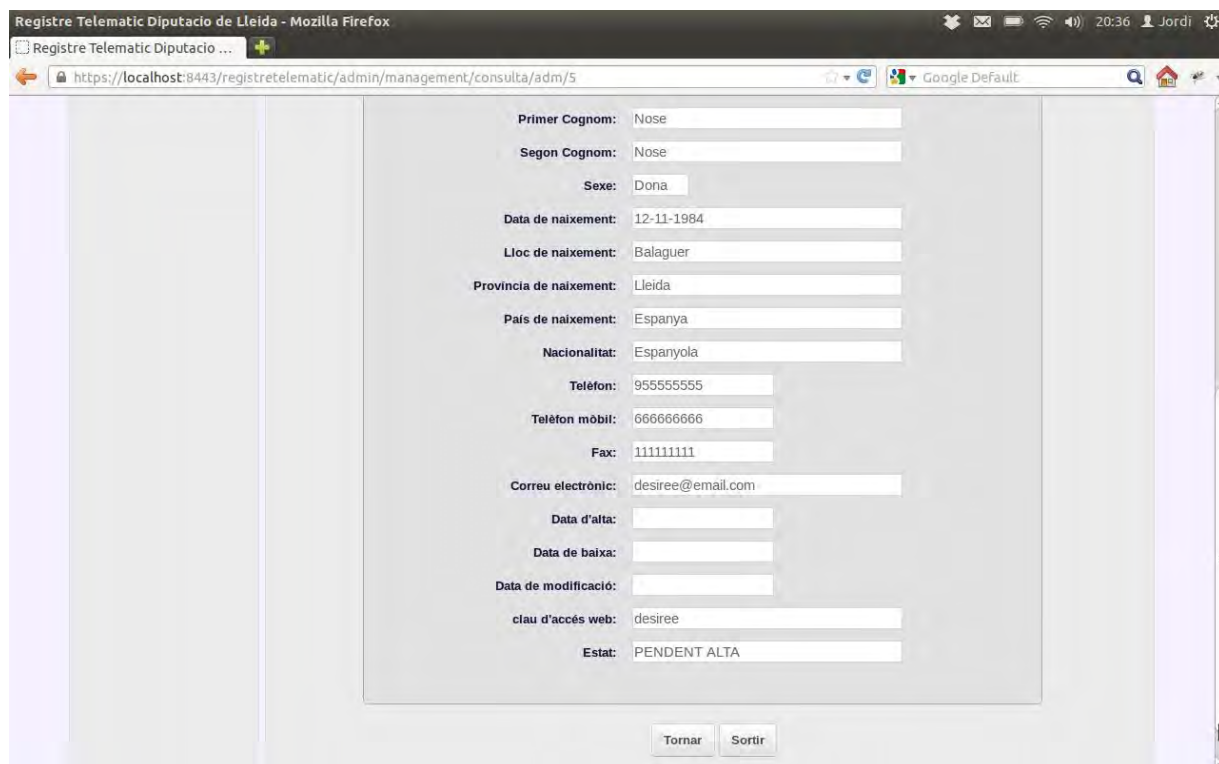 Registre Telematic Diputacio de Lleida - Mozilla Firefox
20:36 Jordi
Registre Telematic Diputacio ...
https://localhost:8443/registretelematic/admin/management/consulta/adm/5
Google Default
Primer Cognom: Nose
Segon Cognom: Nose
Sexe: Dona
Data de naixement: 12-11-1984
Lloc de naixement: Balaguer
Província de naixement: Lleida
País de naixement: Espanya
Nacionalitat: Espanyola
Telèfon: 955555555
Telèfon mòbil: 666666666
Fax: 111111111
Correu electrònic: desiree@email.com
Data d'alta:
Data de baixa:
Data de modificació:
clau d'accés web: desiree
Estat: PENDENT ALTA
Tornar Sortir